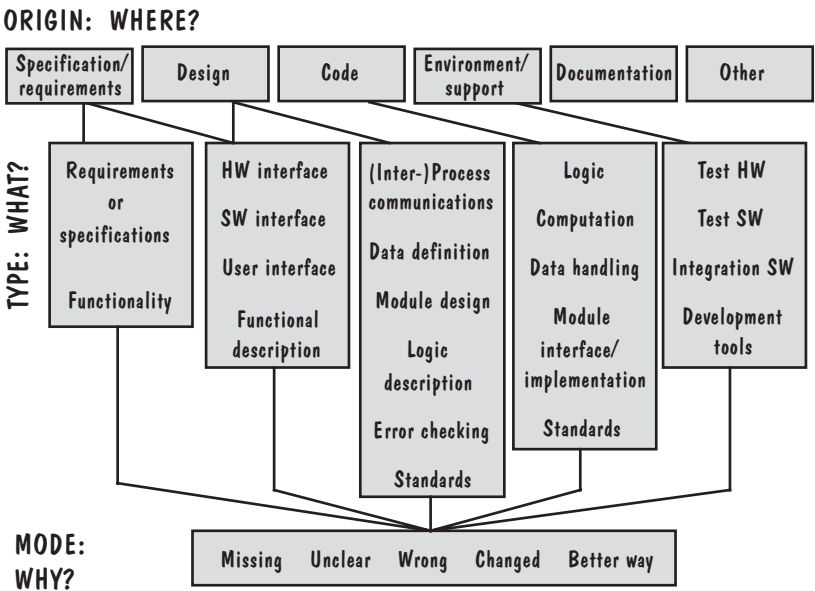 ORIGIN: WHERE?
Specification/
requirements
Design
Code
Environment/
support
Documentation
Other
TYPE: WHAT?
Requirements
or
specifications
Functionality
HW interface
SW interface
User interface
Functional
description
(Inter-)Process
communications
Data definition
Module design
Logic
description
Error checking
Standards
Logic
Computation
Data handling
Module
interface/
implementation
Standards
Test HW
Test SW
Integration SW
Development
tools
MODE:
WHY?
Missing Unclear Wrong Changed Better way